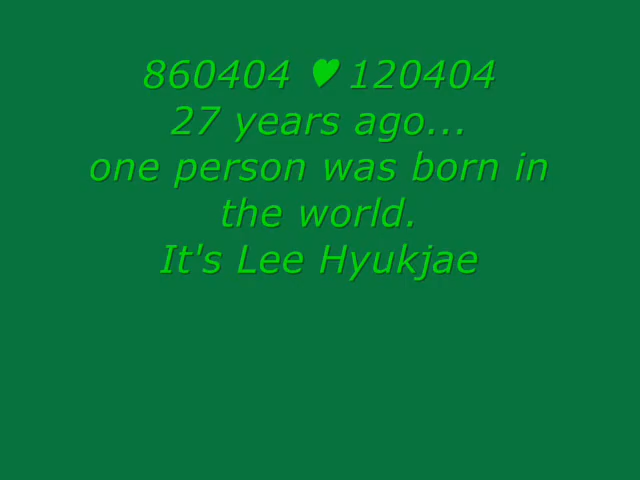 860404 ♥ 120404
27 years ago...
one person was born in
the world.
It's Lee Hyukjae